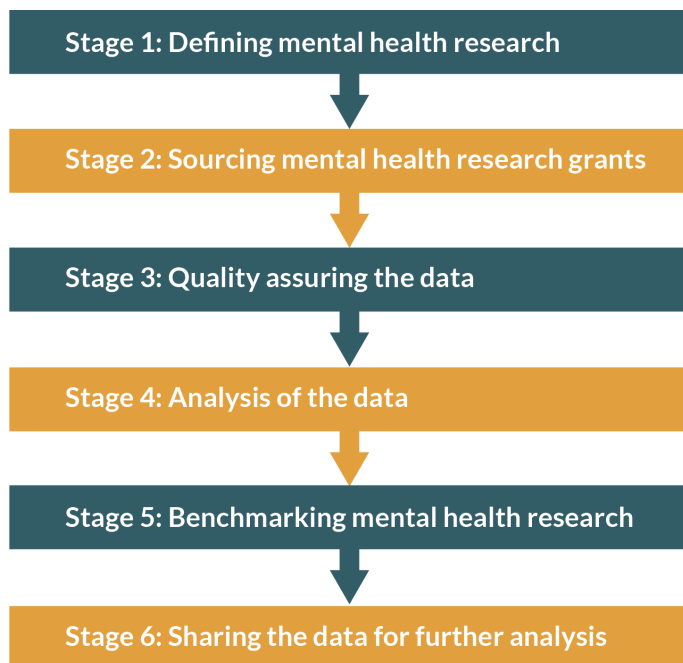 Stage 1: Defining mental health research
Stage 2: Sourcing mental health research grants
Stage 3: Quality assuring the data
Stage 4: Analysis of the data
Stage 5: Benchmarking mental health research
Stage 6: Sharing the data for further analysis